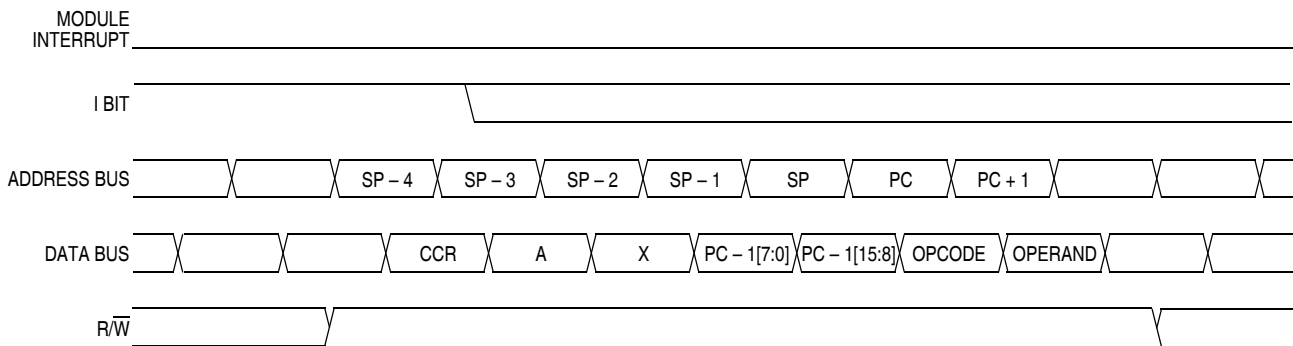 MODULE
INTERRUPT
I BIT
ADDRESS BUS SP – 4 SP – 3 SP – 2 SP – 1 SP PC PC + 1
DATA BUS CCR A X PC – 1[7:0] PC – 1[15:8] OPCODE OPERAND
R/W̅